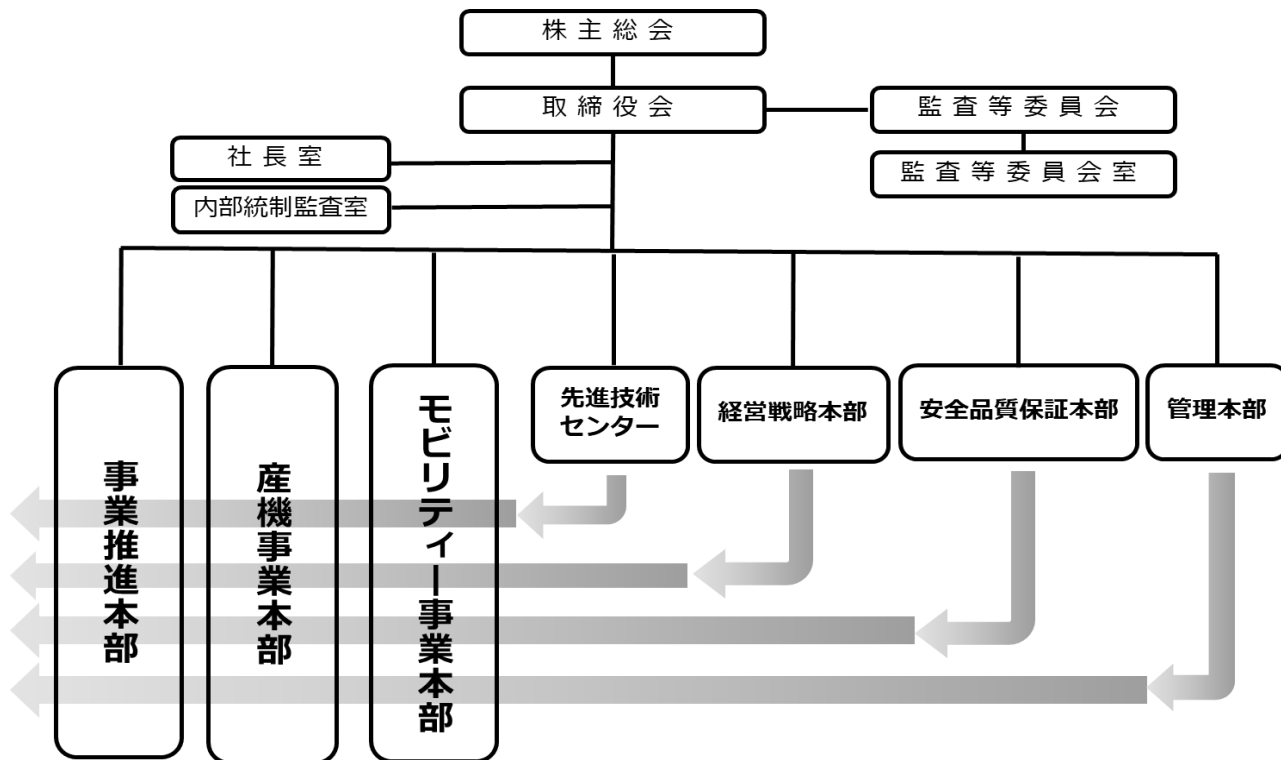 株主総会
取締役会
監査等委員会
社長室
監査等委員会室
内部統制監査室
事業推進本部
産機事業本部
モビリティー事業本部
先進技術
センター
経営戦略本部
安全品質保証本部
管理本部